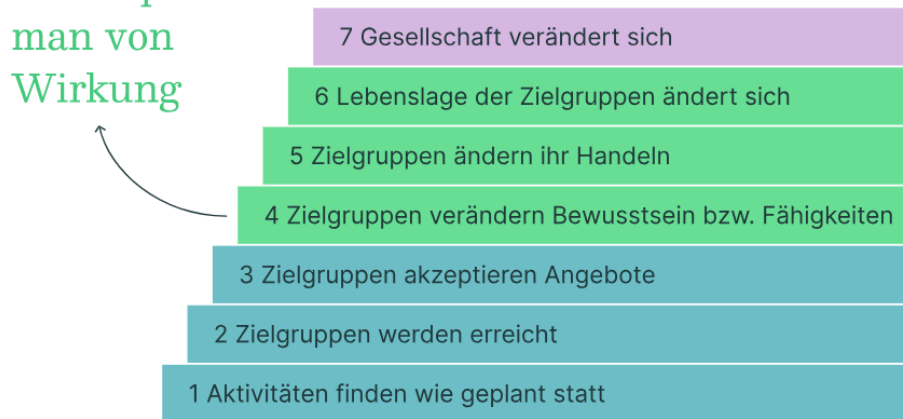 man von
Wirkung
7 Gesellschaft verändert sich
6 Lebenslage der Zielgruppen ändert sich
5 Zielgruppen ändern ihr Handeln
4 Zielgruppen verändern Bewusstsein bzw. Fähigkeiten
3 Zielgruppen akzeptieren Angebote
2 Zielgruppen werden erreicht
1 Aktivitäten finden wie geplant statt